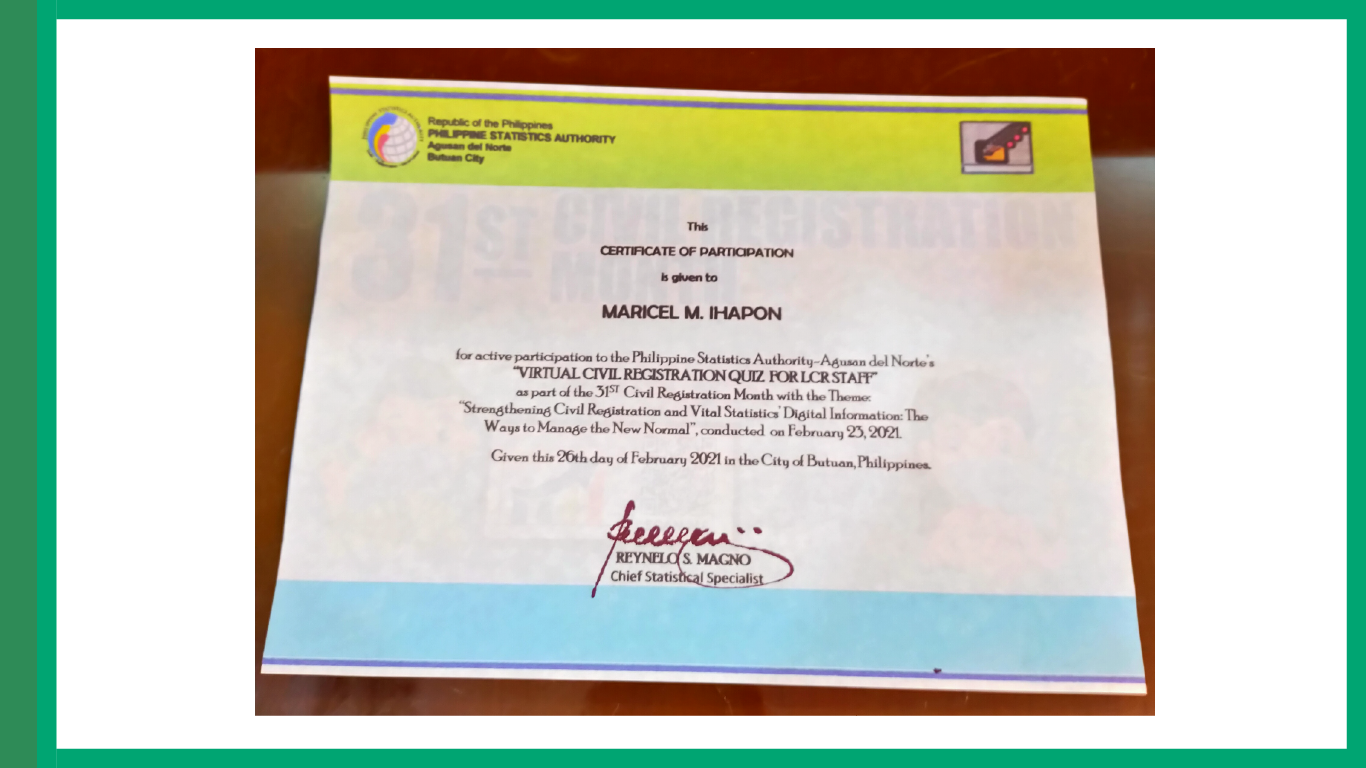 Republic of the Philippines
PHILIPPINE STATISTICS AUTHORITY
Agusan del Norte
Butuan City
31ST CIVIL REGISTRATION
MONTH
This
CERTIFICATE OF PARTICIPATION
is given to
MARICEL M. IHAPON
for active participation to the Philippine Statistics Authority-Agusan del Norte's
"VIRTUAL CIVIL REGISTRATION QUIZ FOR LCR STAFF"
as part of the 31ST Civil Registration Month with the Theme:
"Strengthening Civil Registration and Vital Statistics' Digital Information: The
Ways to Manage the New Normal", conducted on February 23, 2021.
Given this 26th day of February 2021 in the City of Butuan, Philippines.
REYNELO S. MAGNO
Chief Statistical Specialist